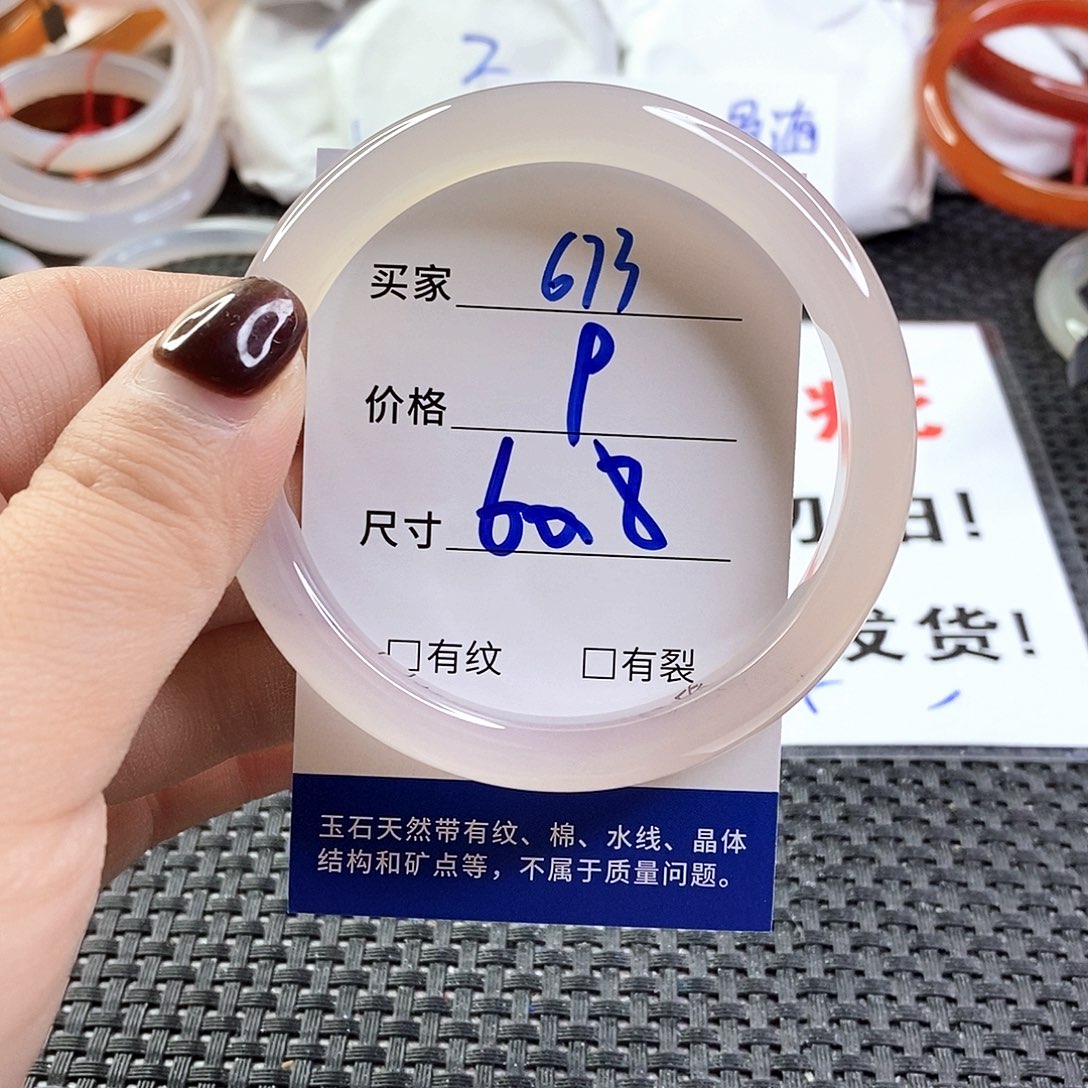 2
买家 673
价格 P
尺寸 60.8
□有纹 □有裂
玉石天然带有纹、棉、水线、晶体
结构和矿点等，不属于质量问题。
发货！